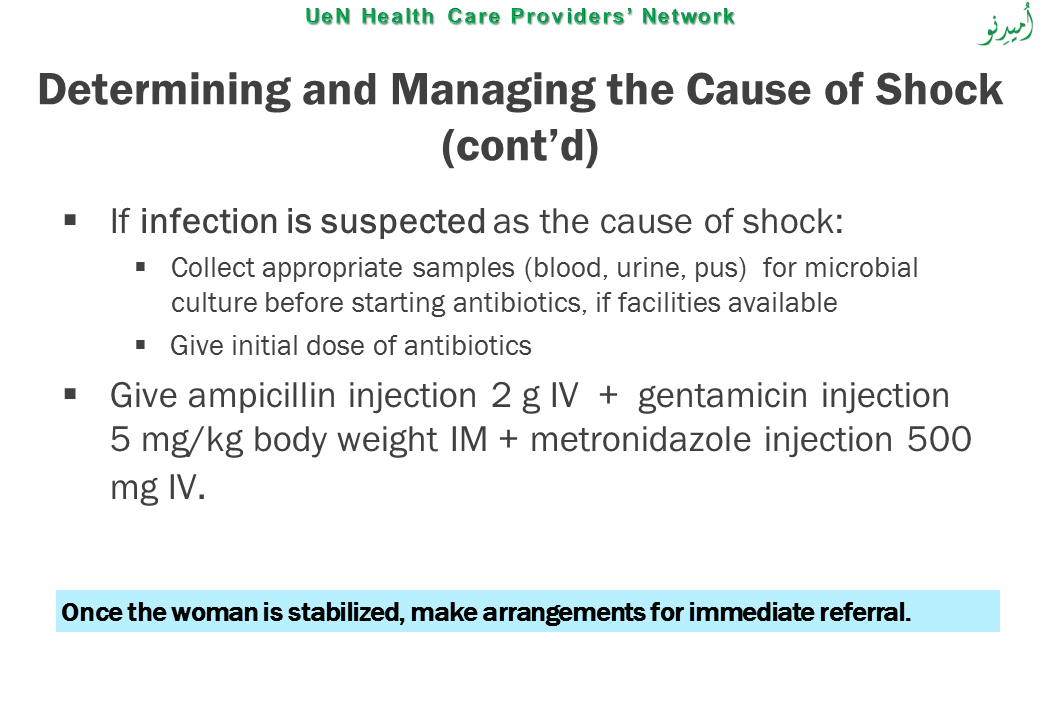 UeN Health Care Providers’ Network
أُميدِنو
Determining and Managing the Cause of Shock
(cont’d)
▪ If infection is suspected as the cause of shock:
▪ Collect appropriate samples (blood, urine, pus) for microbial
culture before starting antibiotics, if facilities available
▪ Give initial dose of antibiotics
▪ Give ampicillin injection 2 g IV + gentamicin injection
5 mg/kg body weight IM + metronidazole injection 500
mg IV.
Once the woman is stabilized, make arrangements for immediate referral.